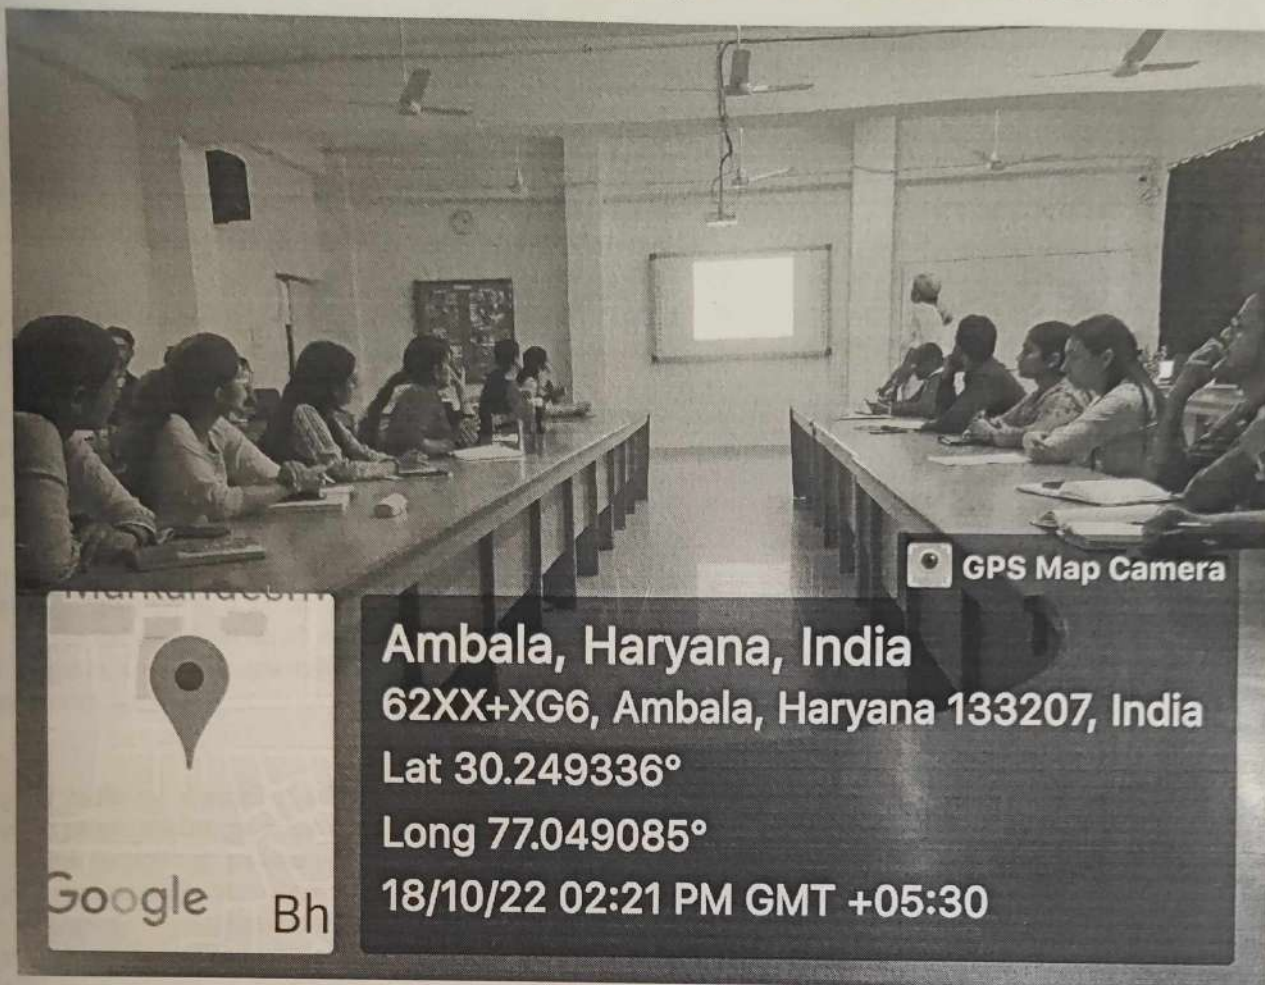 GPS Map Camera
Ambala, Haryana, India
62XX+XG6, Ambala, Haryana 133207, India
Lat 30.249336°
Long 77.049085°
18/10/22 02:21 PM GMT +05:30
Google
Bh